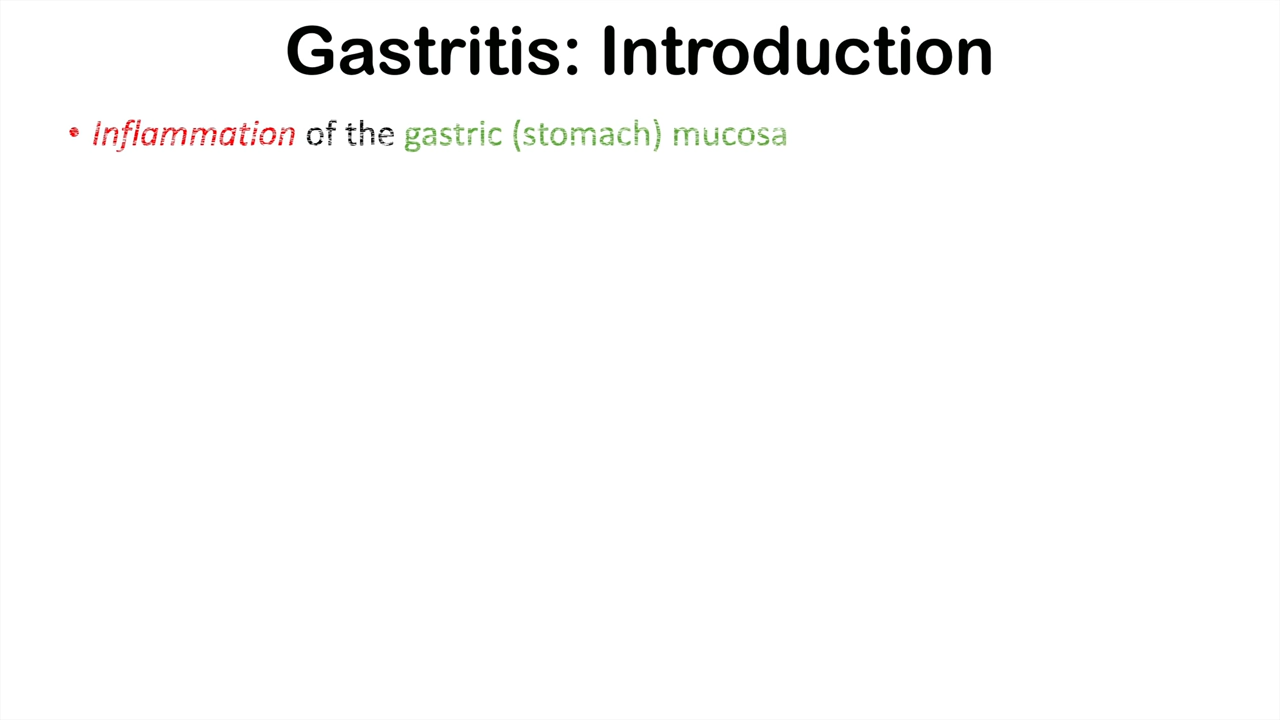 Gastritis: Introduction
• Inflammation of the gastric (stomach) mucosa